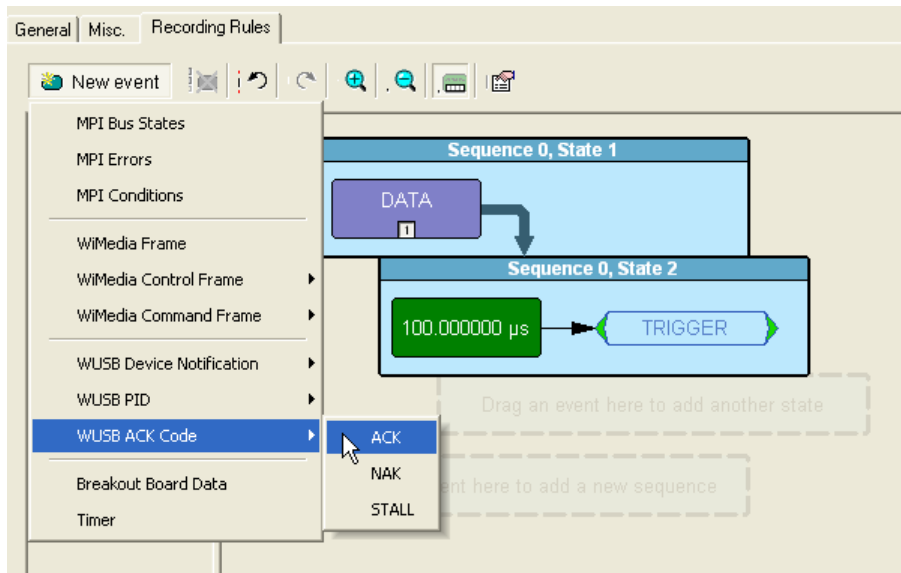 General Misc. Recording Rules
New event
MPI Bus States
MPI Errors
MPI Conditions
WiMedia Frame
WiMedia Control Frame
WiMedia Command Frame
WUSB Device Notification
WUSB PID
WUSB ACK Code
Breakout Board Data
Timer
ACK
NAK
STALL
Sequence 0, State 1
DATA
1
Sequence 0, State 2
100.000000 µs
TRIGGER
Drag an event here to add another state
ent here to add a new sequence